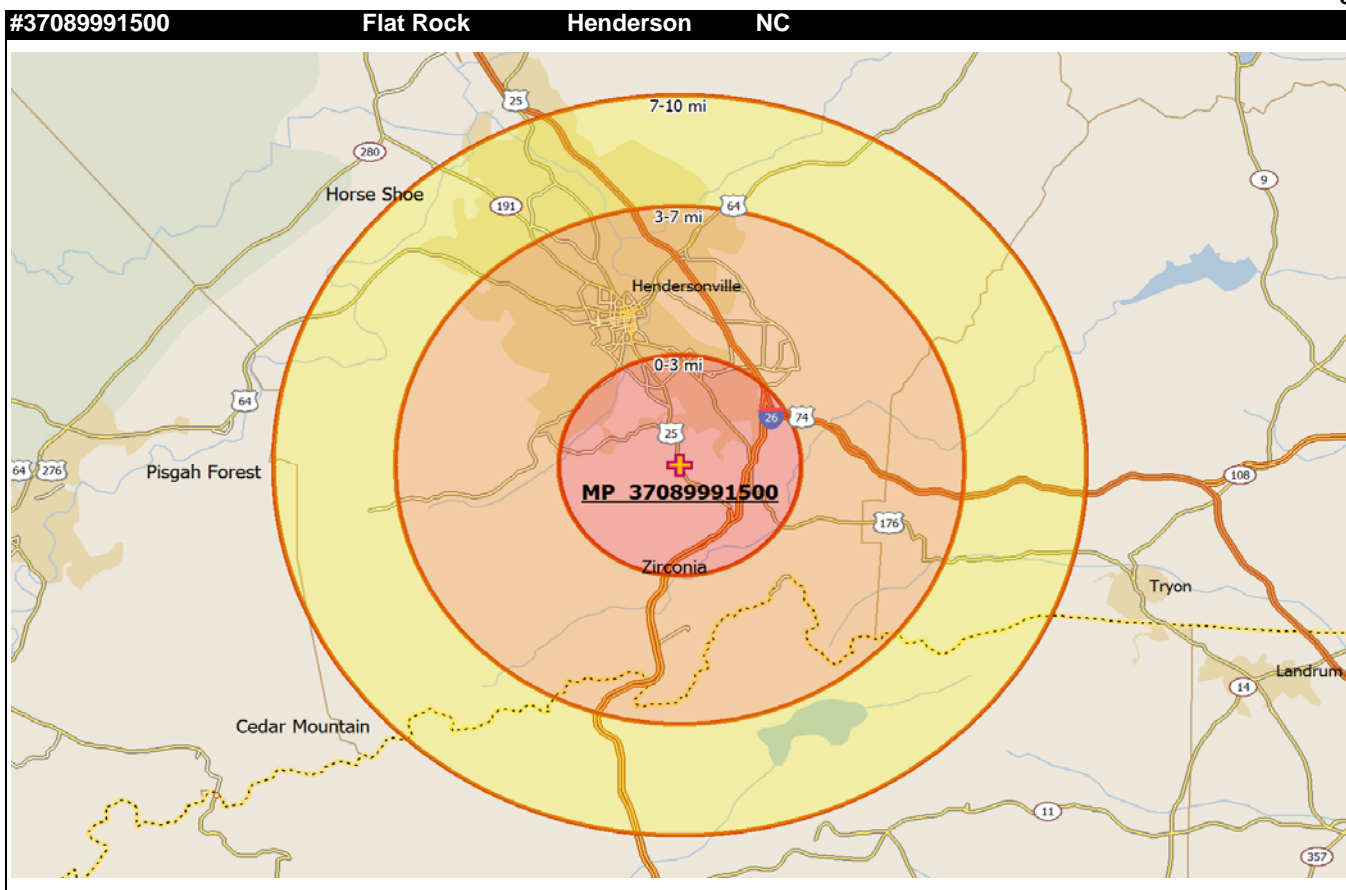 #37089991500 Flat Rock Henderson NC
25
7-10 mi
280
Horse Shoe
9
191
3-7 mi
64
Hendersonville
0-3 mi
64
26
74
25
64
276
Pisgah Forest
108
MP 37089991500
176
Zirconia
Tryon
Landrum
14
Cedar Mountain
11
357